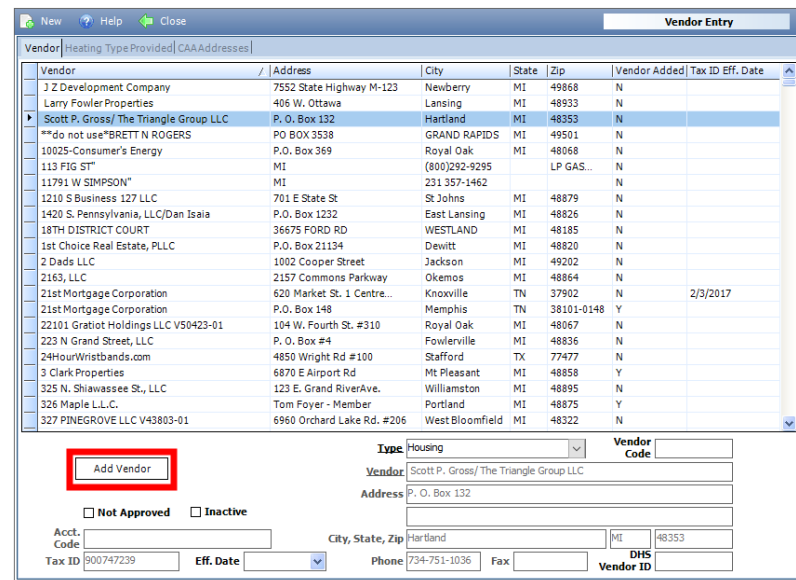 New Help Close Vendor Entry
Vendor Heating Type Provided CAAAddresses
Vendor / Address City State Zip Vendor Added Tax ID Eff. Date
J Z Development Company 7552 State Highway M-123 Newberry MI 49868 N
Larry Fowler Properties 406 W. Ottawa Lansing MI 48933 N
Scott P. Gross/ The Triangle Group LLC P. O. Box 132 Hartland MI 48353 N
**do not use*BRETT N ROGERS PO BOX 3538 GRAND RAPIDS MI 49501 N
10025-Consumer's Energy P.O. Box 369 Royal Oak MI 48068 N
113 FIG ST" MI (800)292-9295 LP GAS... N
11791 W SIMPSON" MI 231 357-1462 N
1210 S Business 127 LLC 701 E State St St Johns MI 48879 N
1420 S. Pennsylvania, LLC/Dan Isaia P.O. Box 1232 East Lansing MI 48826 N
18TH DISTRICT COURT 36675 FORD RD WESTLAND MI 48185 N
1st Choice Real Estate, PLLC P.O. Box 21134 Dewitt MI 48820 N
2 Dads LLC 1002 Cooper Street Jackson MI 49202 N
2163, LLC 2157 Commons Parkway Okemos MI 48864 N
21st Mortgage Corporation 620 Market St. 1 Centre... Knoxville TN 37902 N 2/3/2017
21st Mortgage Corporation P.O. Box 148 Memphis TN 38101-0148 Y
22101 Gratiot Holdings LLC V50423-01 104 W. Fourth St. #310 Royal Oak MI 48067 N
223 N Grand Street, LLC P. O. Box #4 Fowlerville MI 48836 N
24HourWristbands.com 4850 Wright Rd #100 Stafford TX 77477 N
3 Clark Properties 6870 E Airport Rd Mt Pleasant MI 48858 Y
325 N. Shiawassee St., LLC 123 E. Grand RiverAve. Williamston MI 48895 N
326 Maple L.L.C. Tom Foyer - Member Portland MI 48875 Y
327 PINEGROVE LLC V43803-01 6960 Orchard Lake Rd. #206 West Bloomfield MI 48322 N
Type Housing Vendor Code
Add Vendor
Vendor Scott P. Gross/ The Triangle Group LLC
Address P. O. Box 132
Not Approved Inactive
Acct. Code City, State, Zip Hartland MI 48353
Tax ID 900747239 Eff. Date Phone 734-751-1036 Fax DHS Vendor ID